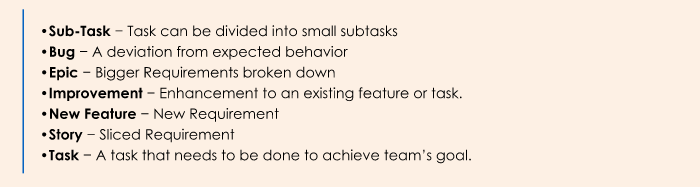 •Sub-Task – Task can be divided into small subtasks
•Bug – A deviation from expected behavior
•Epic – Bigger Requirements broken down
•Improvement – Enhancement to an existing feature or task.
•New Feature – New Requirement
•Story – Sliced Requirement
•Task – A task that needs to be done to achieve team's goal.